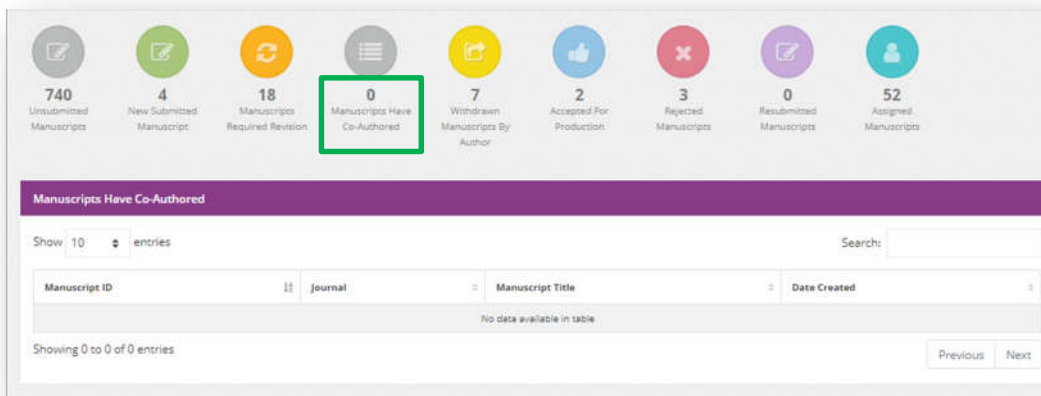 740
Unsubmitted
Manuscripts
4
New Submitted
Manuscript
18
Manuscripts
Required Revision
0
Manuscripts Have
Co-Authored
7
Withdrawn
Manuscripts By
Author
2
Accepted For
Production
3
Rejected
Manuscripts
0
Resubmitted
Manuscripts
52
Assigned
Manuscripts
Manuscripts Have Co-Authored
Show 10 entries
Search:
Manuscript ID Journal Manuscript Title Date Created
No data available in table
Showing 0 to 0 of 0 entries
Previous Next